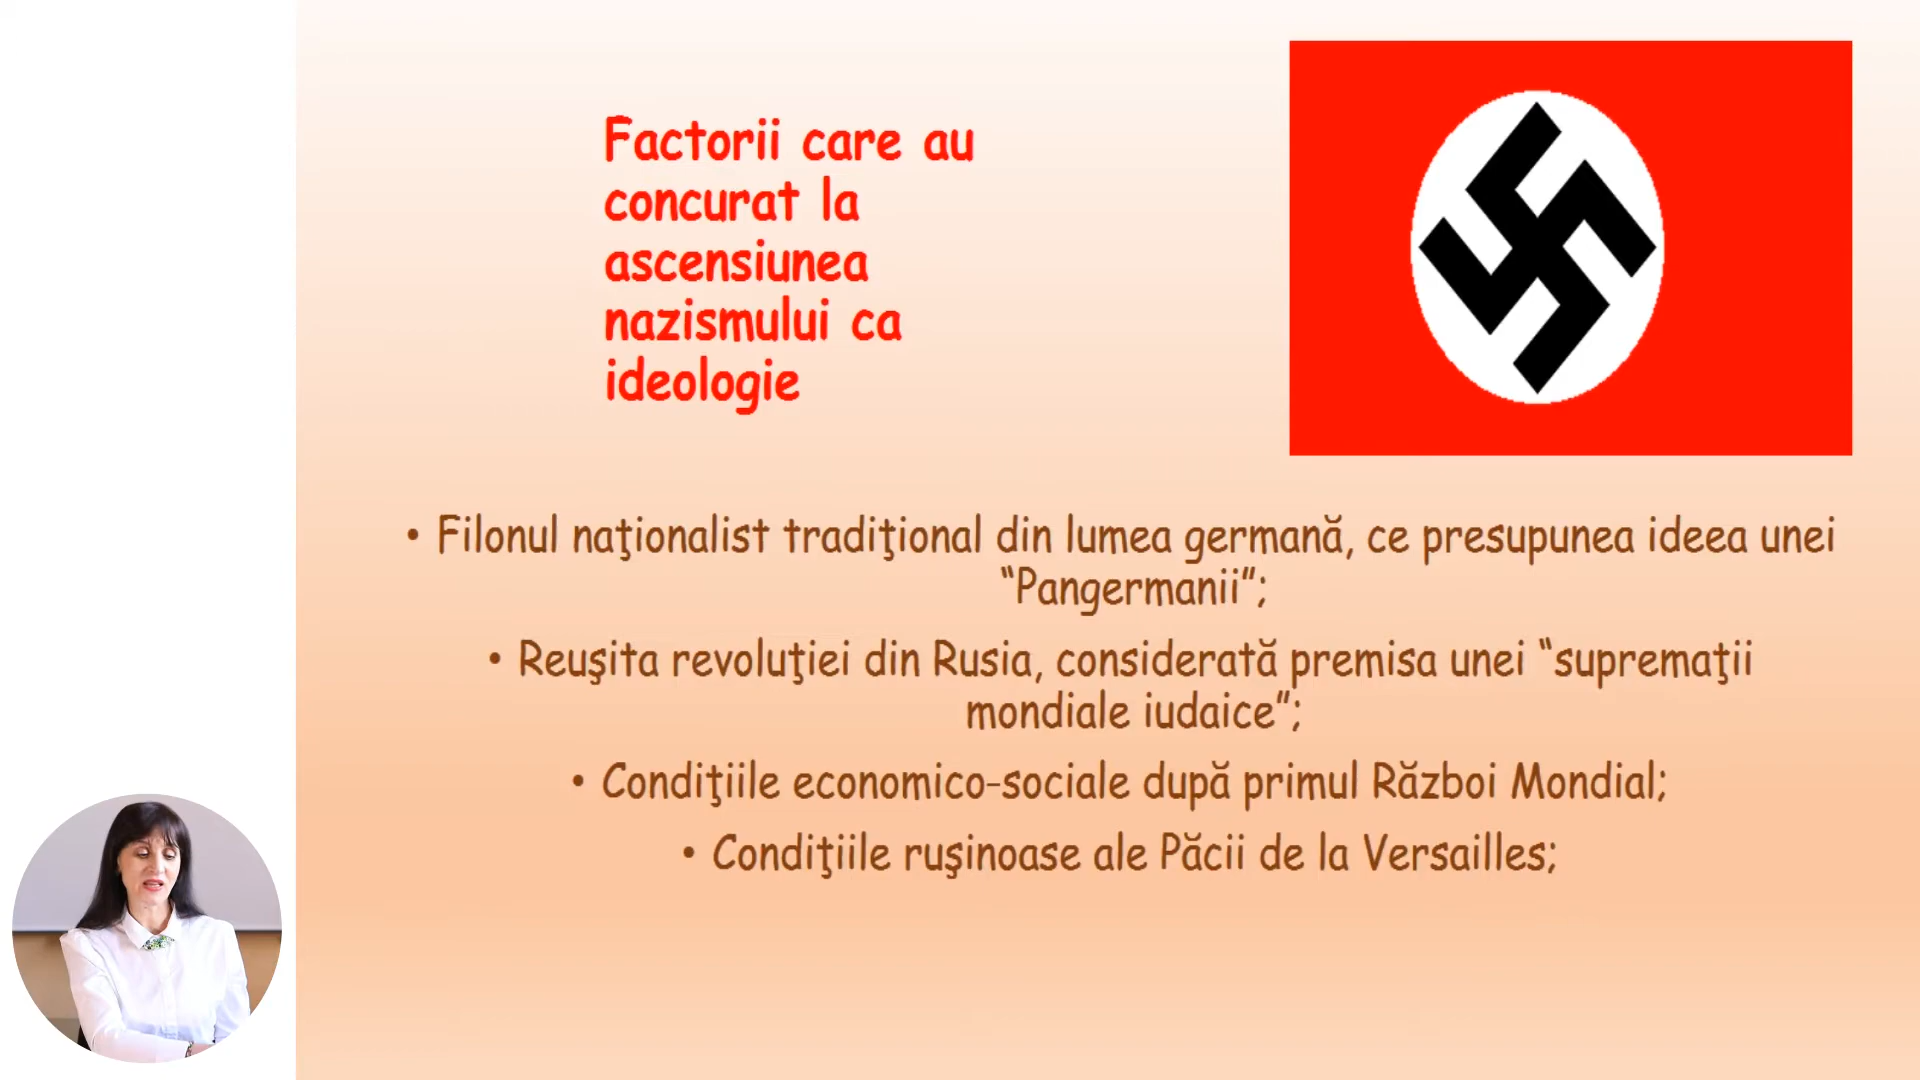 Factorii care au
concurat la
ascensiunea
nazismului ca
ideologie
• Filonul naţionalist tradiţional din lumea germană, ce presupunea ideea unei
“Pangermanii”;
• Reuşita revoluţiei din Rusia, considerată premisa unei “supremaţii
mondiale iudaice”;
• Condiţiile economico-sociale după primul Război Mondial;
• Condiţiile ruşinoase ale Păcii de la Versailles;